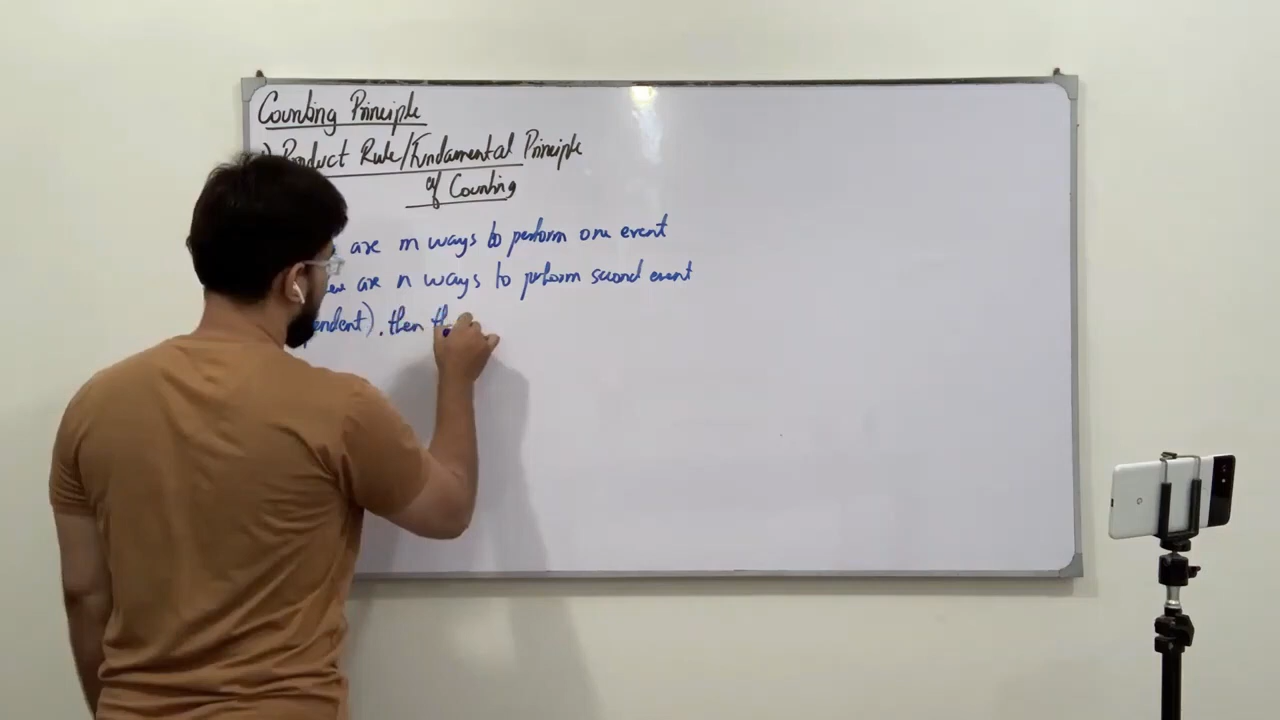 Counting Principle
Product Rule/Fundamental Principle
of Counting
are m ways to perform one event
are n ways to perform second event
endent), then th